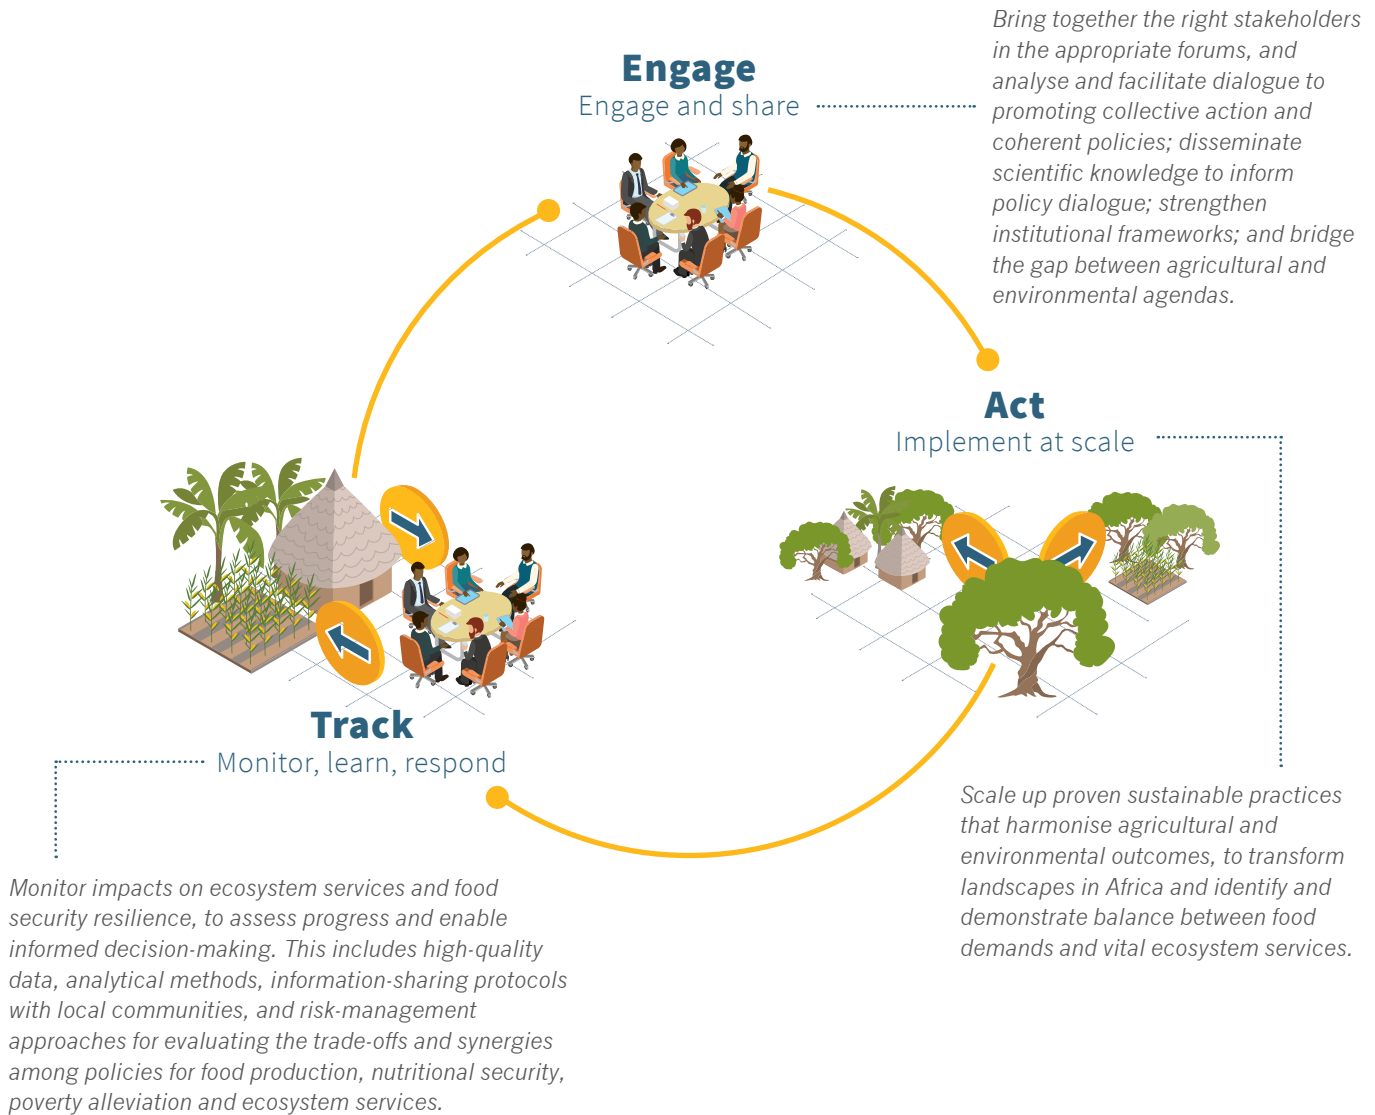 Engage
Engage and share
Bring together the right stakeholders
in the appropriate forums, and
analyse and facilitate dialogue to
promoting collective action and
coherent policies; disseminate
scientific knowledge to inform
policy dialogue; strengthen
institutional frameworks; and bridge
the gap between agricultural and
environmental agendas.
Act
Implement at scale
Scale up proven sustainable practices
that harmonise agricultural and
environmental outcomes, to transform
landscapes in Africa and identify and
demonstrate balance between food
demands and vital ecosystem services.
Track
Monitor, learn, respond
Monitor impacts on ecosystem services and food
security resilience, to assess progress and enable
informed decision-making. This includes high-quality
data, analytical methods, information-sharing protocols
with local communities, and risk-management
approaches for evaluating the trade-offs and synergies
among policies for food production, nutritional security,
poverty alleviation and ecosystem services.